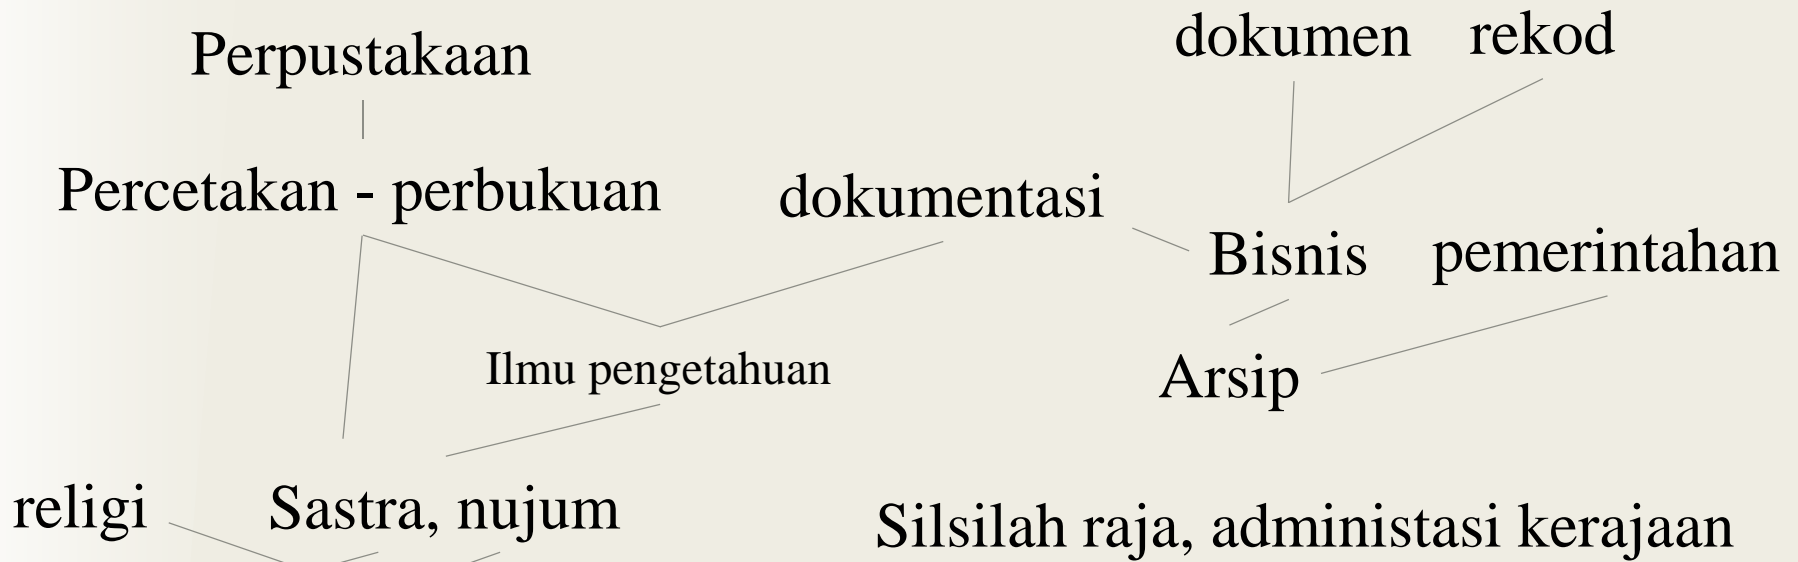 Perpustakaan
dokumen rekod
Percetakan - perbukuan
dokumentasi
Bisnis pemerintahan
Ilmu pengetahuan
Arsip
religi
Sastra, nujum
Silsilah raja, administasi kerajaan